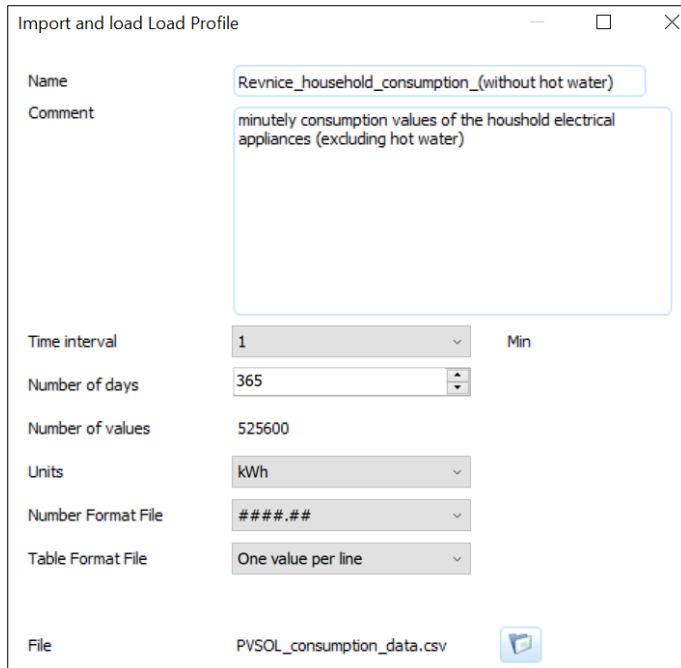 Import and load Load Profile
Name
Revnice_household_consumption_(without hot water)
Comment
minutely consumption values of the houshold electrical
appliances (excluding hot water)
Time interval
1
Min
Number of days
365
Number of values
525600
Units
kWh
Number Format File
####.##
Table Format File
One value per line
File
PVSOL_consumption_data.csv